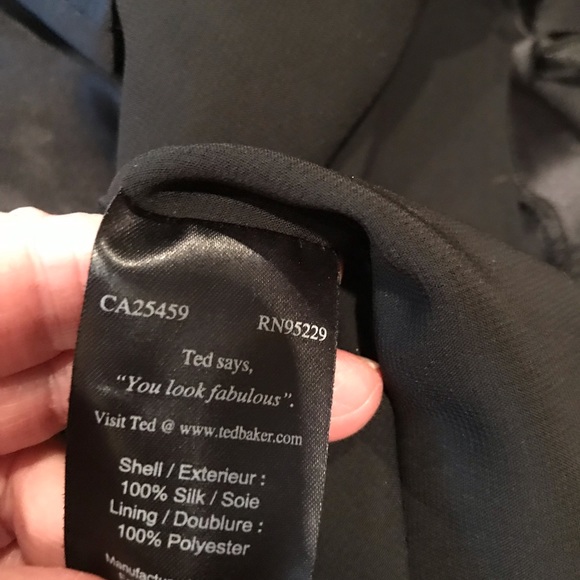 CA25459 RN95229
Ted says,
"You look fabulous".
Visit Ted @ www.tedbaker.com
Shell / Exterieur :
100% Silk / Soie
Lining / Doublure :
100% Polyester